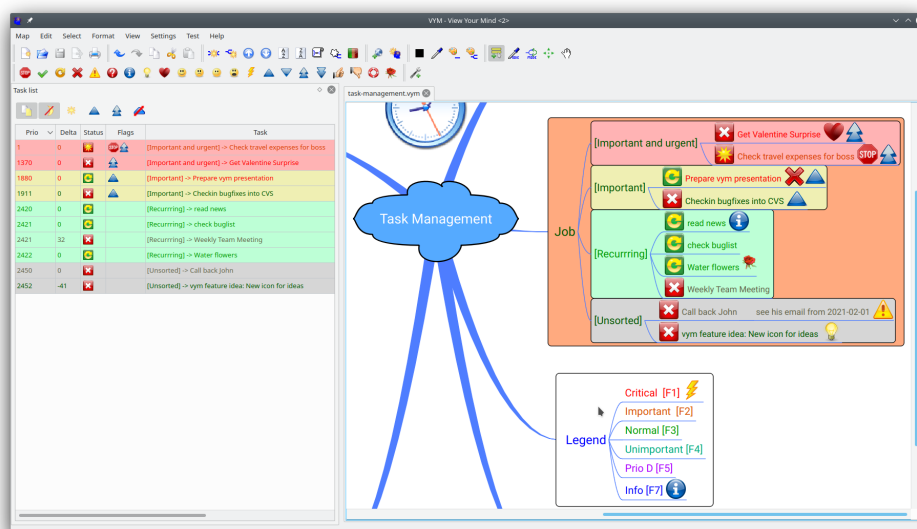 VYM - View Your Mind <2>
Map Edit Select Format View Settings Test Help
Task list
Prio Delta Status Flags Task
1 0 STOP [Important and urgent] -> Check travel expenses for boss
1370 0 [Important and urgent] -> Get Valentine Surprise
1880 0 [Important] -> Prepare vym presentation
1911 0 [Important] -> Checkin bugfixes into CVS
2420 0 [Recurrring] -> read news
2421 0 [Recurrring] -> check buglist
2421 32 [Recurrring] -> Weekly Team Meeting
2422 0 [Recurrring] -> Water flowers
2450 0 [Unsorted] -> Call back John
2452 -41 [Unsorted] -> vym feature idea: New icon for ideas
task-management.vym
Task Management
Job
[Important and urgent]
Get Valentine Surprise
Check travel expenses for boss STOP
[Important]
Prepare vym presentation
Checkin bugfixes into CVS
[Recurrring]
read news
check buglist
Water flowers
Weekly Team Meeting
[Unsorted]
Call back John see his email from 2021-02-01
vym feature idea: New icon for ideas
Legend
Critical [F1]
Important [F2]
Normal [F3]
Unimportant [F4]
Prio D [F5]
Info [F7]